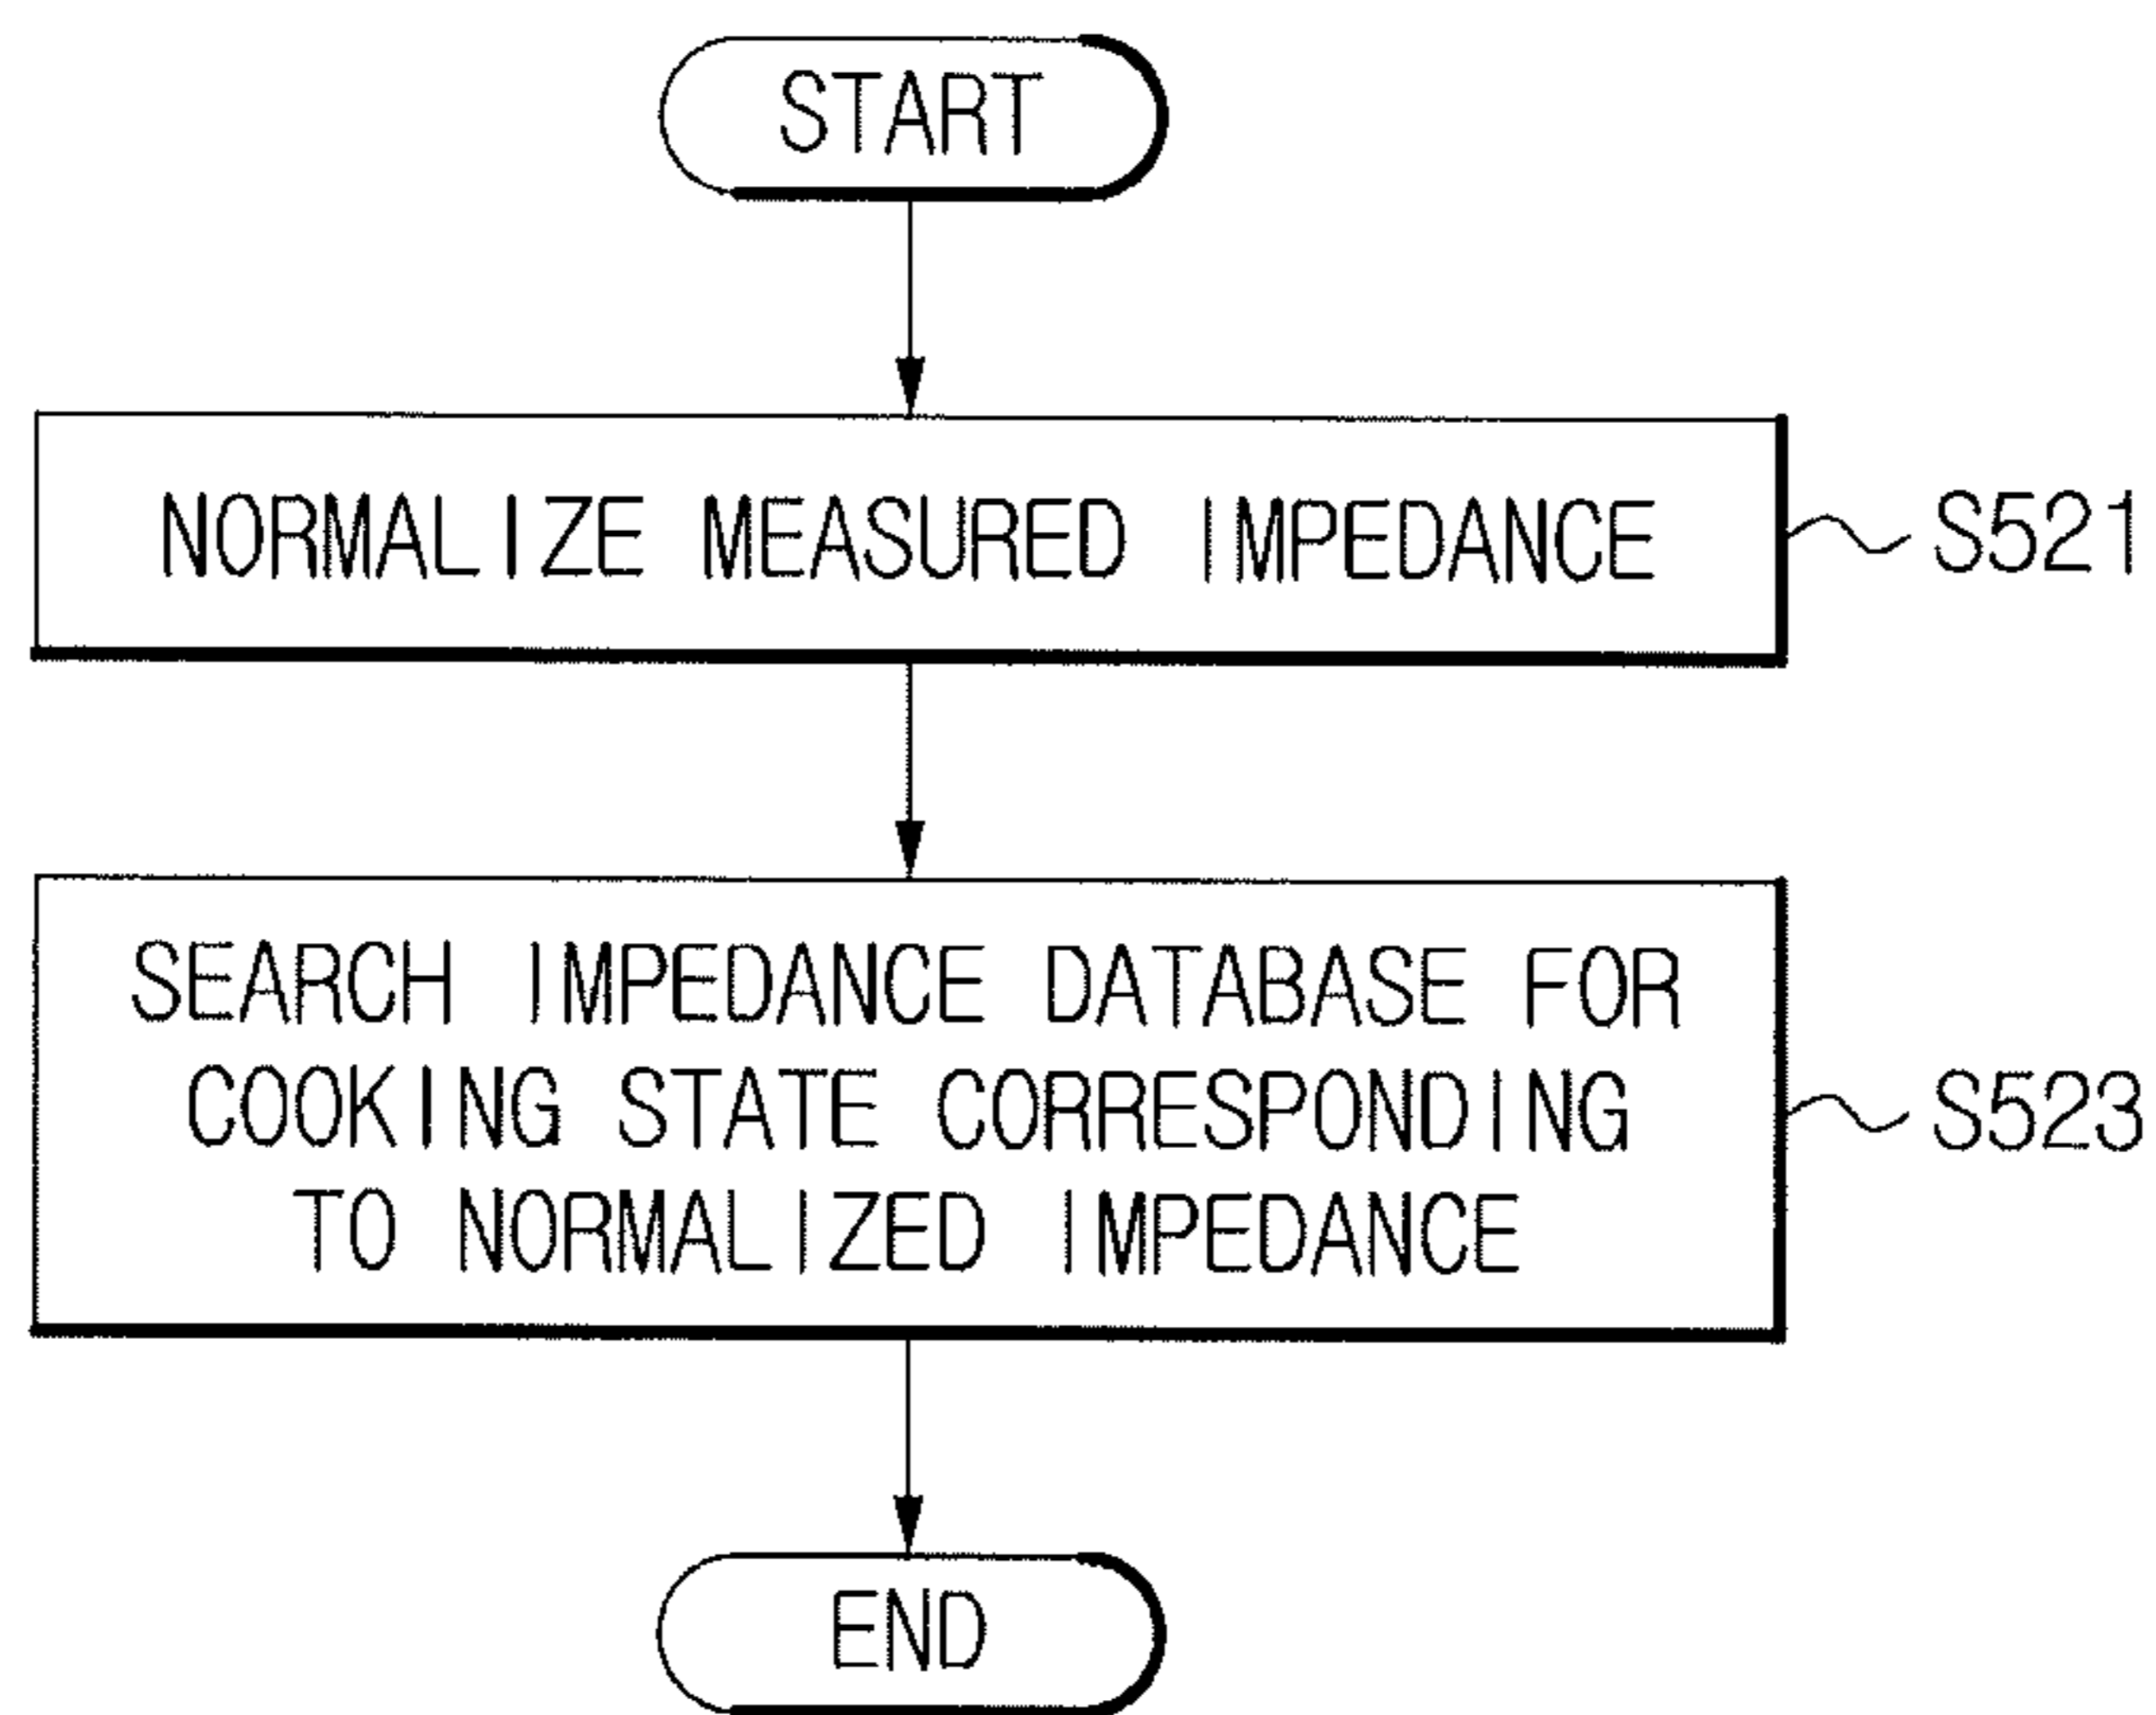 START
NORMALIZE MEASURED IMPEDANCE
S521
SEARCH IMPEDANCE DATABASE FOR
COOKING STATE CORRESPONDING
TO NORMALIZED IMPEDANCE
S523
END